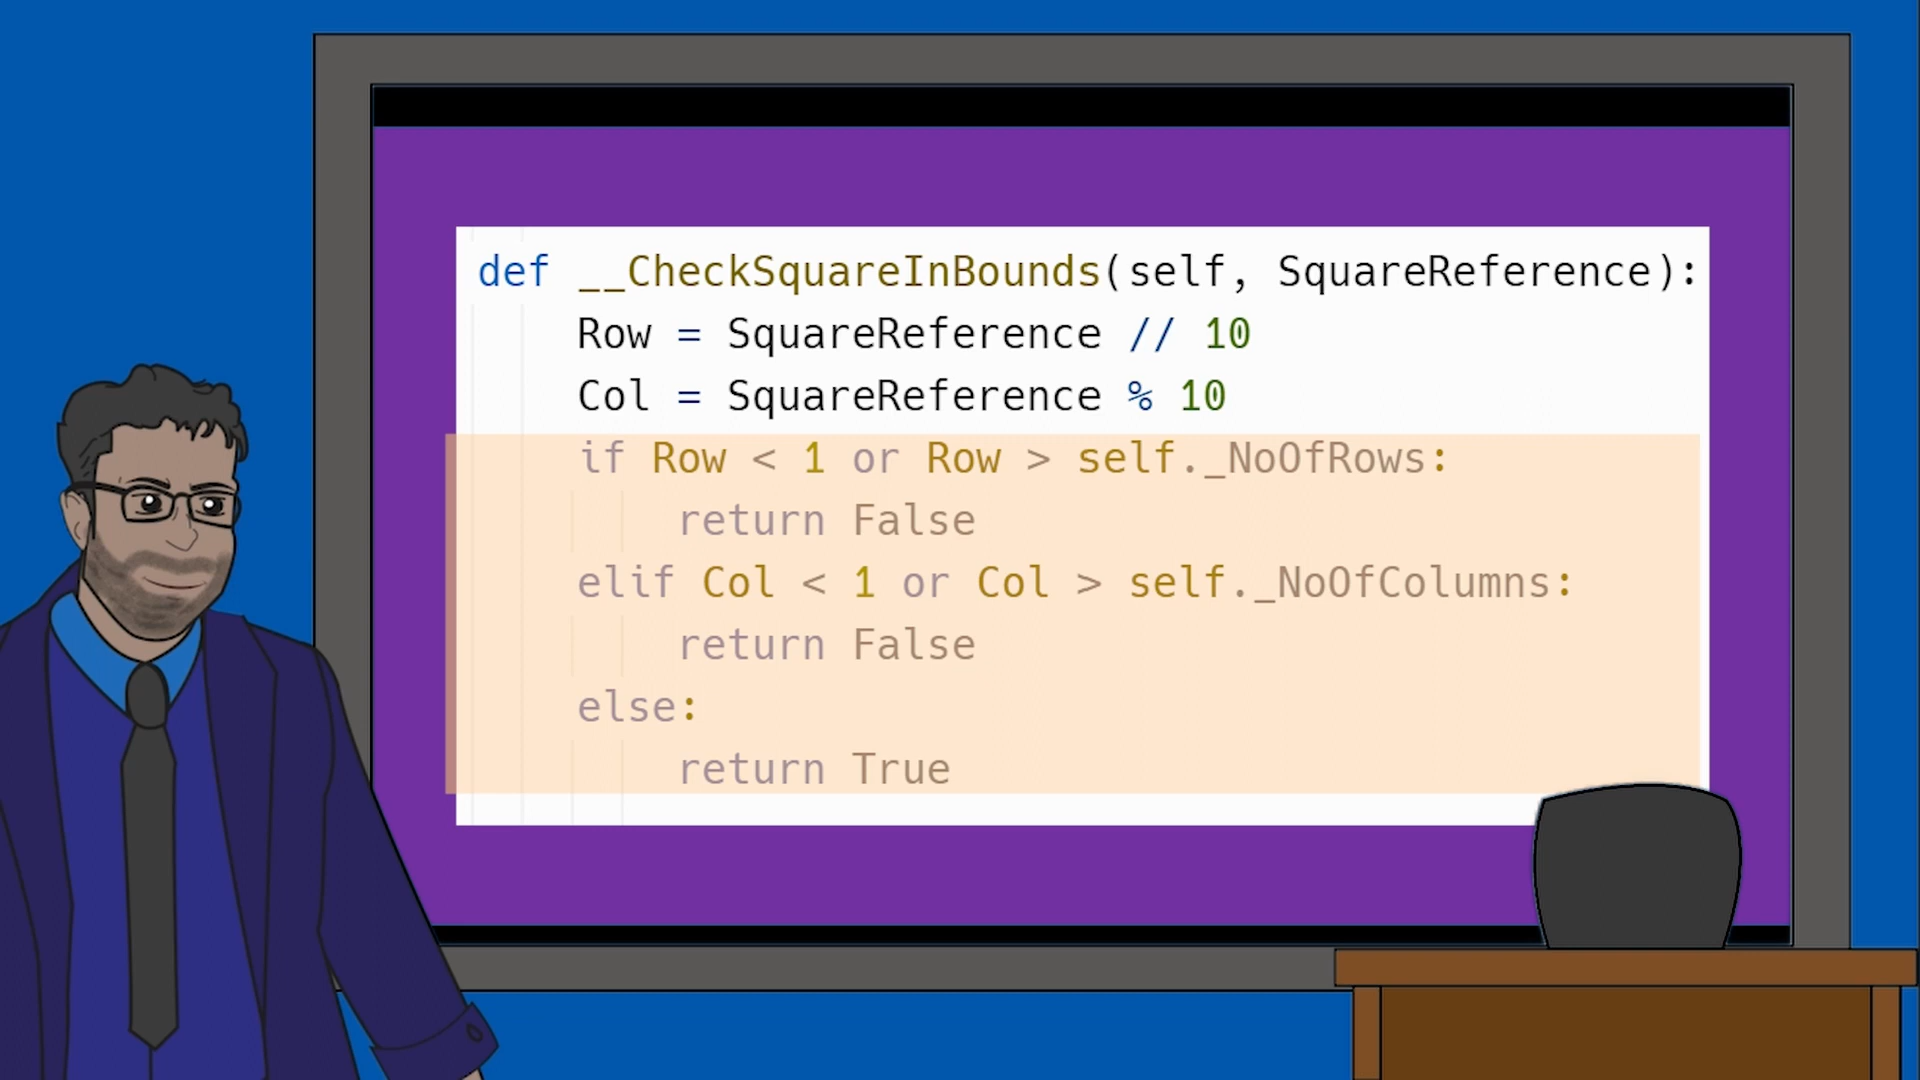 def __CheckSquareInBounds(self, SquareReference):
    Row = SquareReference // 10
    Col = SquareReference % 10
    if Row < 1 or Row > self._NoOfRows:
        return False
    elif Col < 1 or Col > self._NoOfColumns:
        return False
    else:
        return True